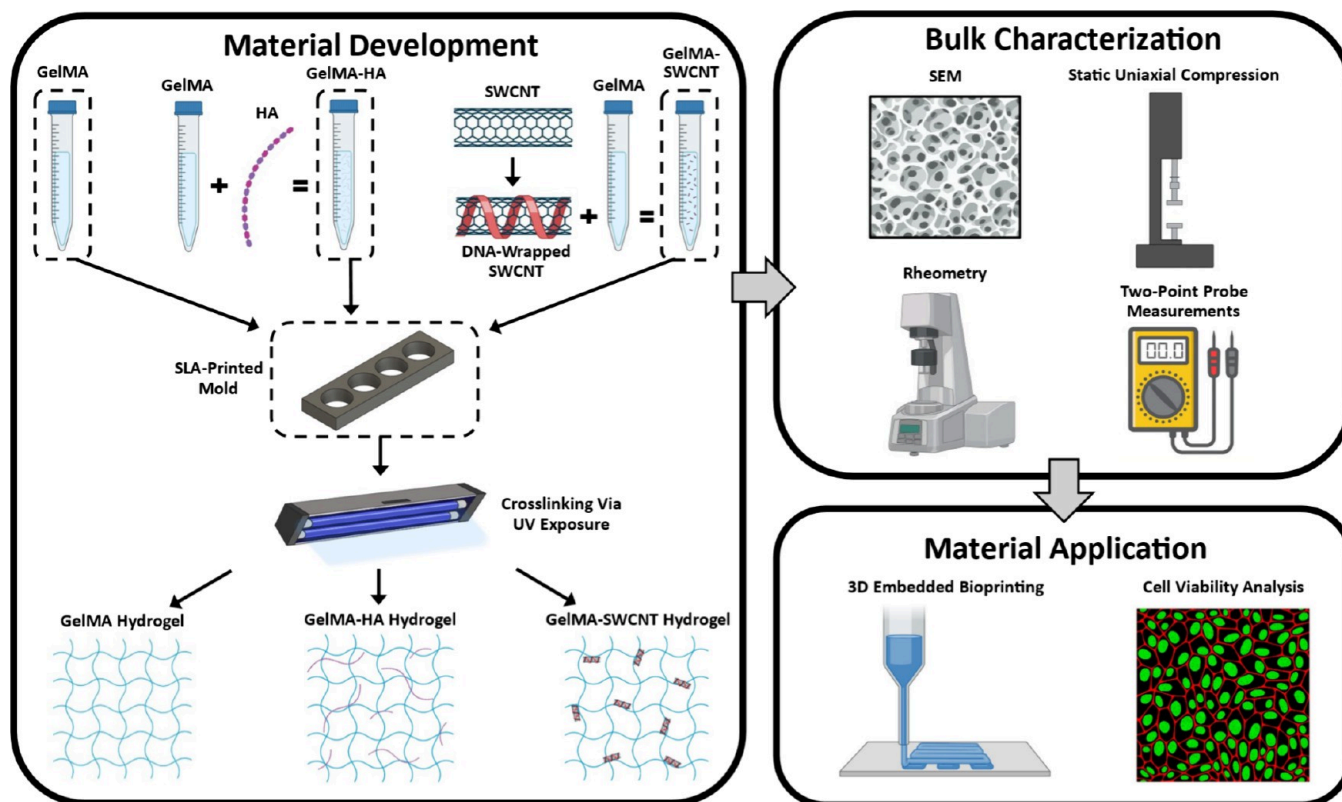 Material Development
GelMA
GelMA
HA
GelMA-HA
SWCNT
DNA-Wrapped
SWCNT
GelMA
GelMA-
SWCNT
SLA-Printed
Mold
Crosslinking Via
UV Exposure
GelMA Hydrogel
GelMA-HA Hydrogel
GelMA-SWCNT Hydrogel
Bulk Characterization
SEM
Static Uniaxial Compression
Rheometry
Two-Point Probe
Measurements
00.0
Material Application
3D Embedded Bioprinting
Cell Viability Analysis